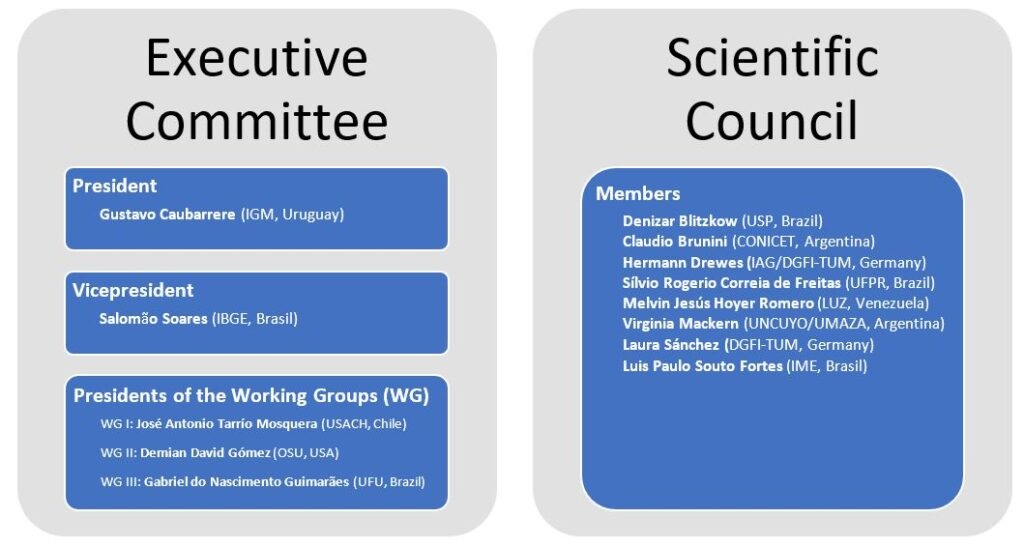 Executive
Committee
President
Gustavo Caubarrere (IGM, Uruguay)
Vicepresident
Salomão Soares (IBGE, Brasil)
Presidents of the Working Groups (WG)
WG I: José Antonio Tarrío Mosquera (USACH, Chile)
WG II: Demian David Gómez (OSU, USA)
WG III: Gabriel do Nascimento Guimarães (UFU, Brazil)
Scientific
Council
Members
Denizar Blitzkow (USP, Brazil)
Claudio Brunini (CONICET, Argentina)
Hermann Drewes (IAG/DGFI-TUM, Germany)
Sílvio Rogerio Correia de Freitas (UFPR, Brazil)
Melvin Jesús Hoyer Romero (LUZ, Venezuela)
Virginia Mackern (UNCUYO/UMAZA, Argentina)
Laura Sánchez (DGFI-TUM, Germany)
Luis Paulo Souto Fortes (IME, Brasil)